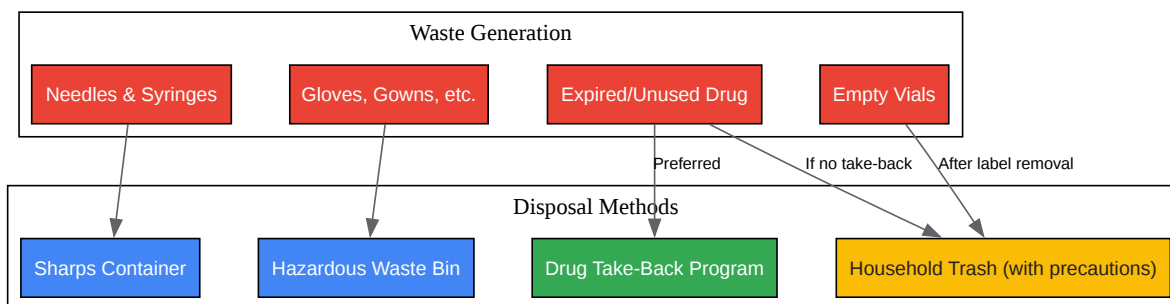 Waste Generation
Needles & Syringes
Gloves, Gowns, etc.
Expired/Unused Drug
Empty Vials
Preferred
If no take-back
After label removal
Disposal Methods
Sharps Container
Hazardous Waste Bin
Drug Take-Back Program
Household Trash (with precautions)